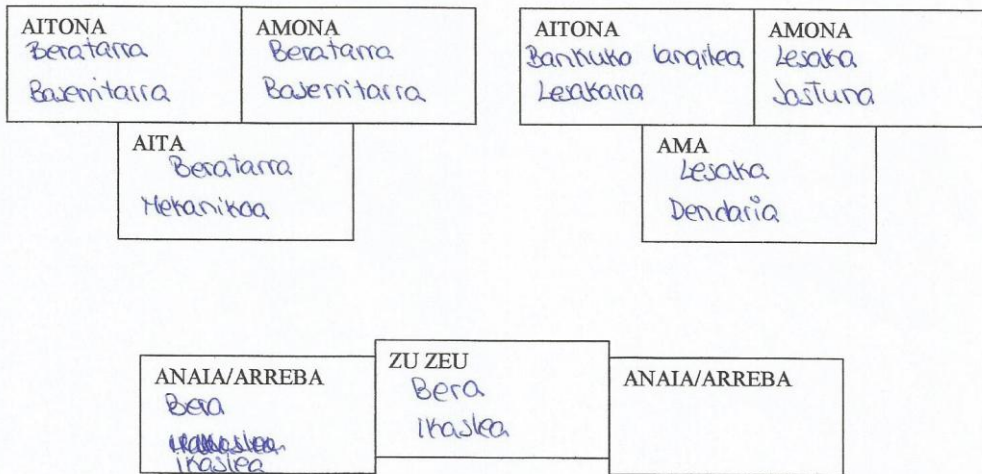 AITONA
Beratarra
Baserritarra
AMONA
Beratarra
Baserritarra
AITA
Beratarra
Mekanikoa
AITONA
Bankuko langilea
Lesakarra
AMONA
Lesaka
Jostuna
AMA
Lesaka
Dendaria
ANAIA/ARREBA
Bera
ikaslea
ZU ZEU
Bera
ikaslea
ANAIA/ARREBA